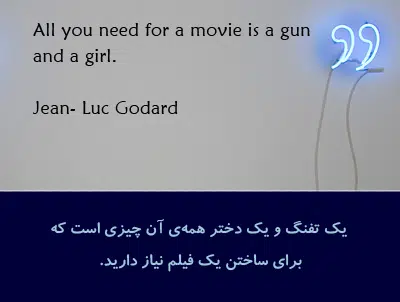 All you need for a movie is a gun
and a girl.
Jean- Luc Godard
یک تفنگ و یک دختر همه‌ی آن چیزی است که
برای ساختن یک فیلم نیاز دارید.